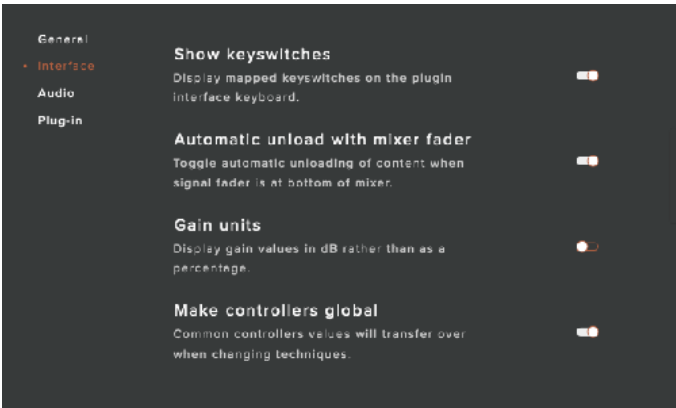 General
Interface
Audio
Plug-in
Show keyswitches
Display mapped keyswitches on the plugin
interface keyboard.
Automatic unload with mixer fader
Toggle automatic unloading of content when
signal fader is at bottom of mixer.
Gain units
Display gain values in dB rather than as a
percentage.
Make controllers global
Common controllers values will transfer over
when changing techniques.